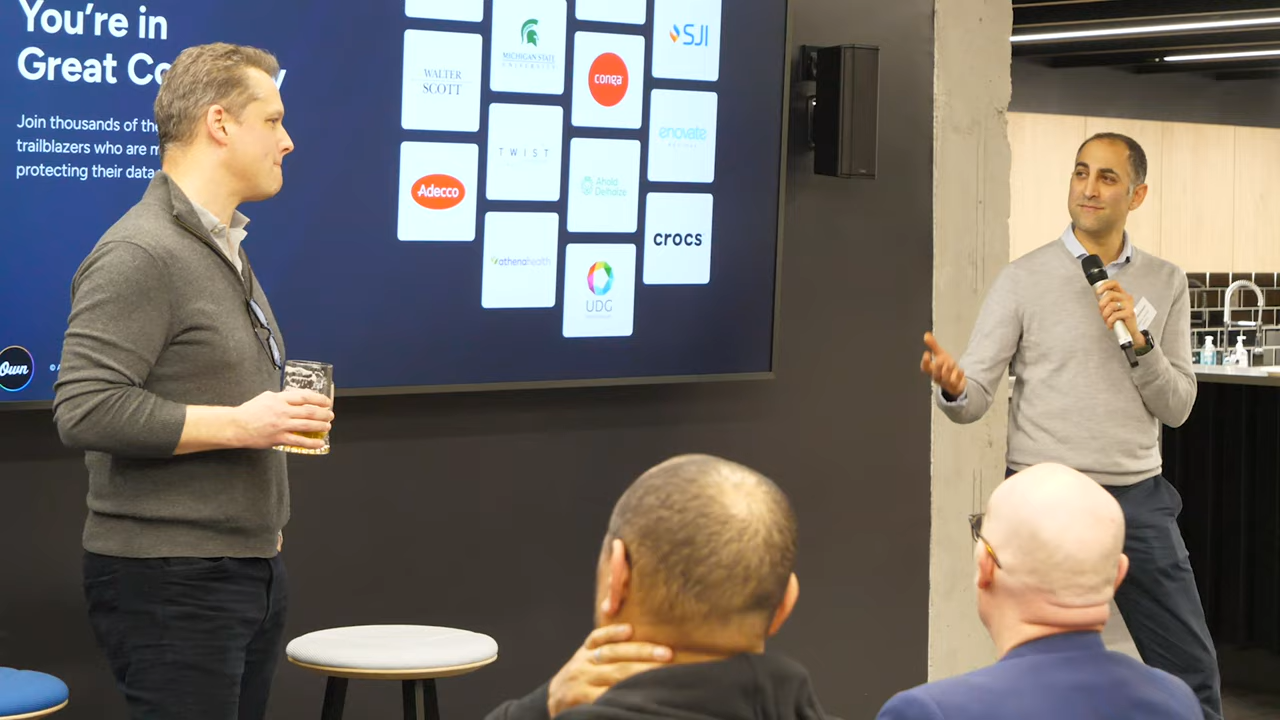 You're in
Great Co y
Join thousands of the
trailblazers who are m
protecting their data
WALTER
SCOTT
MICHIGAN STATE
UNIVERSITY
SJI
conga
enovate
TWIST
Adecco
Ahold
Delhaize
crocs
athenahealth
UDG
Own